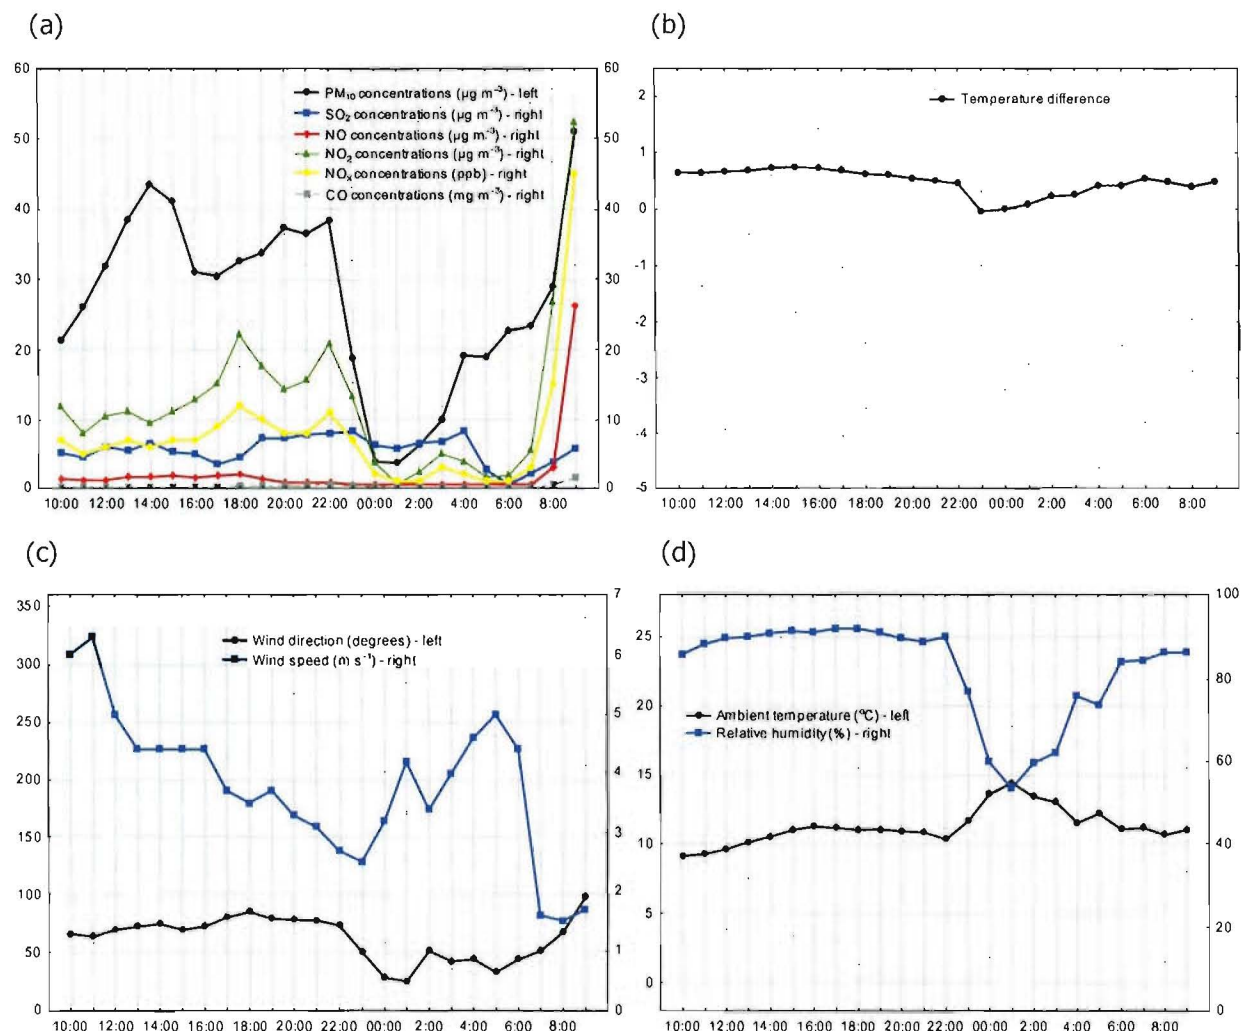 (a)
60
50
40
30
20
10
0
60
50
40
30
20
10
0
PM10 concentrations (µg m⁻³) - left
SO2 concentrations (µg m⁻³) - right
NO concentrations (µg m⁻³) - right
NO2 concentrations (µg m⁻³) - right
NOx concentrations (ppb) - right
CO concentrations (mg m⁻³) - right
10:00 12:00 14:00 16:00 18:00 20:00 22:00 00:00 2:00 4:00 6:00 8:00
(b)
2
1
0
-1
-2
-3
-4
-5
Temperature difference
10:00 12:00 14:00 16:00 18:00 20:00 22:00 00:00 2:00 4:00 6:00 8:00
(c)
350
300
250
200
150
100
50
0
7
6
5
4
3
2
1
0
Wind direction (degrees) - left
Wind speed (m s⁻¹) - right
10:00 12:00 14:00 16:00 18:00 20:00 22:00 00:00 2:00 4:00 6:00 8:00
(d)
25
20
15
10
5
0
100
80
60
40
20
0
Ambient temperature (°C) - left
Relative humidity (%) - right
10:00 12:00 14:00 16:00 18:00 20:00 22:00 00:00 2:00 4:00 6:00 8:00